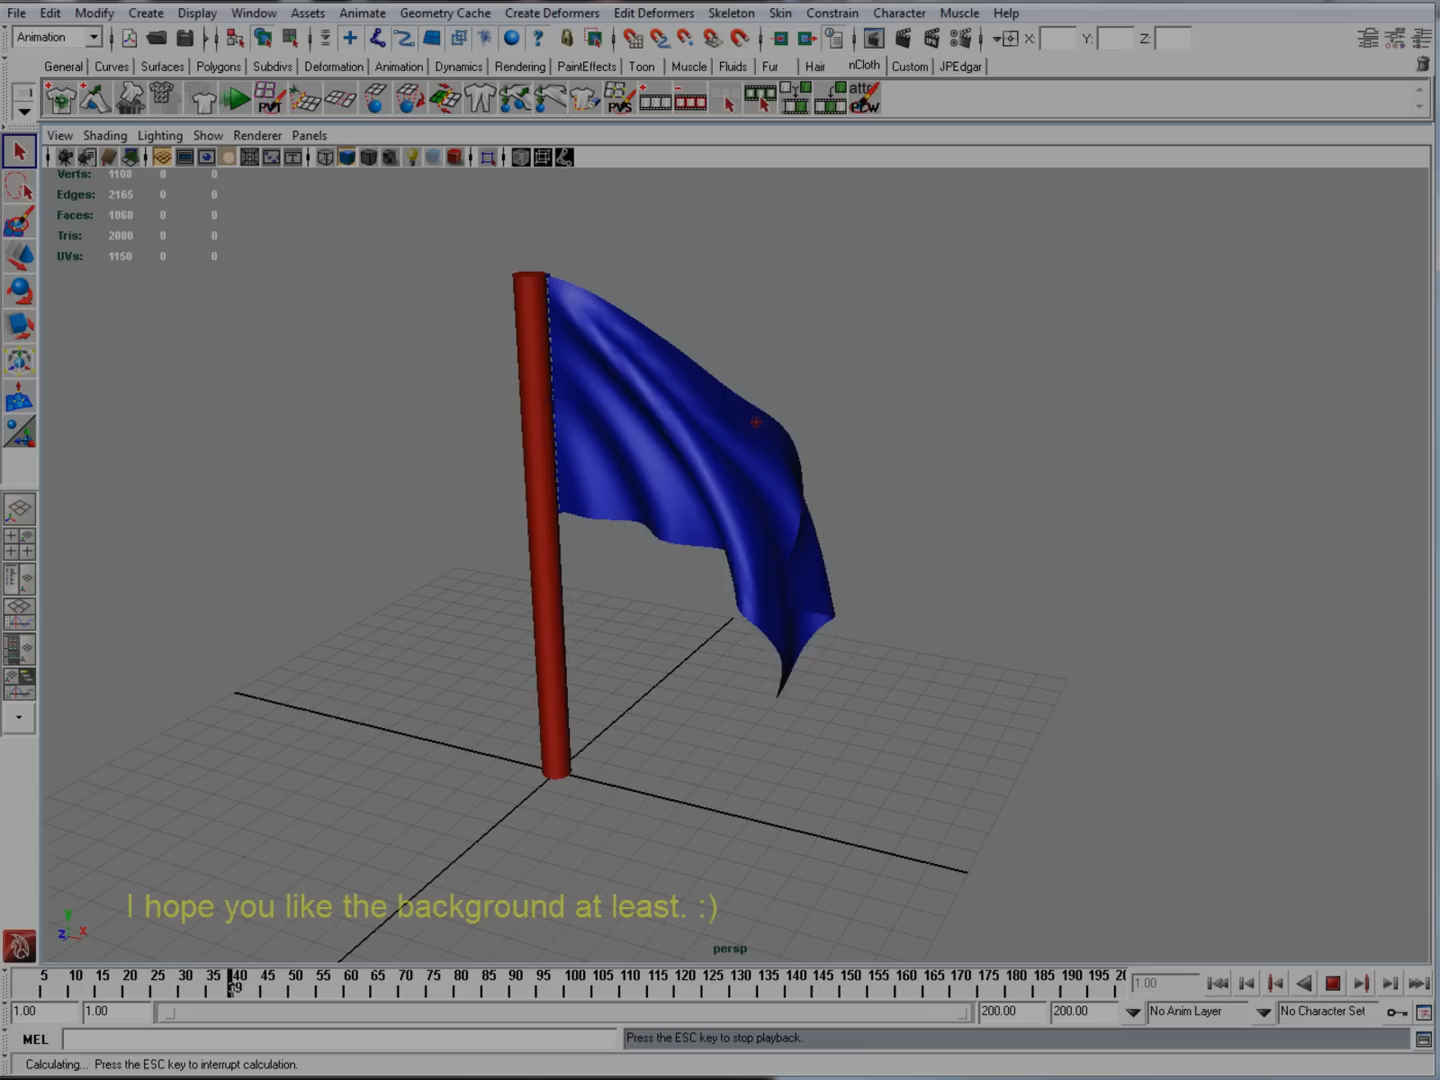 File Edit Modify Create Display Window Assets Animate Geometry Cache Create Deformers Edit Deformers Skeleton Skin Constrain Character Muscle Help
Animation X: Y: Z:
General Curves Surfaces Polygons Subdivs Deformation Animation Dynamics Rendering PaintEffects Toon Muscle Fluids Fur Hair nCloth Custom JPEdgar
PVT PVS attr PCW
View Shading Lighting Show Renderer Panels
Verts: 1108 0 0
Edges: 2165 0 0
Faces: 1060 0 0
Tris: 2080 0 0
UVs: 1150 0 0
I hope you like the background at least. :)
y
z x
persp
5 10 15 20 25 30 35 40 45 50 55 60 65 70 75 80 85 90 95 100 105 110 115 120 125 130 135 140 145 150 155 160 165 170 175 180 185 190 195 1.00
1.00 1.00 200.00 200.00 No Anim Layer No Character Set
MEL Press the ESC key to stop playback.
Calculating... Press the ESC key to interrupt calculation.